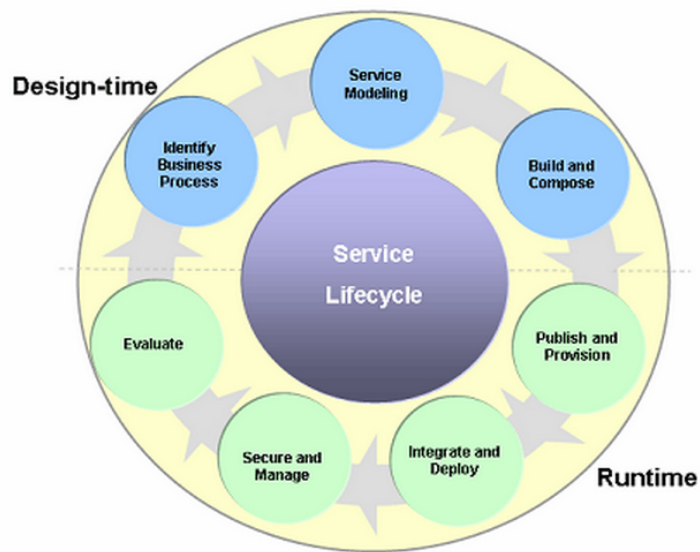 Design-time
Service
Modeling
Identify
Business
Process
Build and
Compose
Service
Lifecycle
Evaluate
Publish and
Provision
Secure and
Manage
Integrate and
Deploy
Runtime